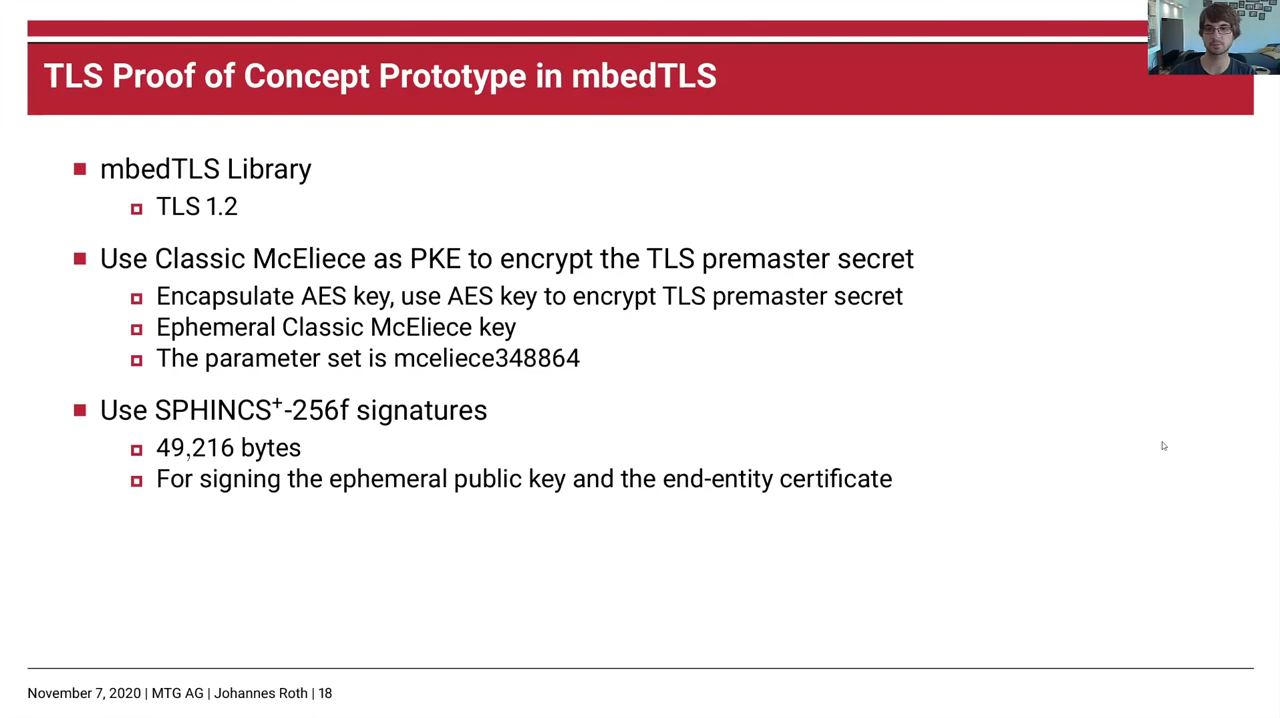 TLS Proof of Concept Prototype in mbedTLS
mbedTLS Library
TLS 1.2
Use Classic McEliece as PKE to encrypt the TLS premaster secret
Encapsulate AES key, use AES key to encrypt TLS premaster secret
Ephemeral Classic McEliece key
The parameter set is mceliece348864
Use SPHINCS⁺-256f signatures
49,216 bytes
For signing the ephemeral public key and the end-entity certificate
November 7, 2020 | MTG AG | Johannes Roth | 18